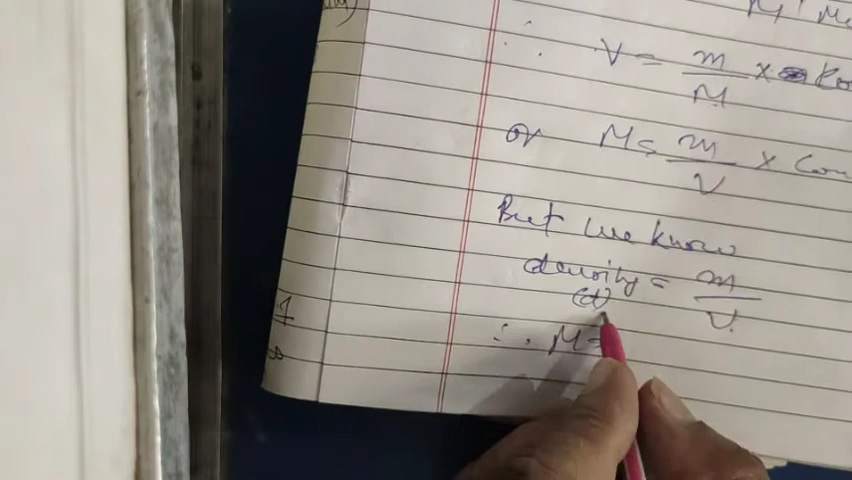 ∴ V = m/M ×
or M = m/V ×
But we know
density = m/V
(d)
∴ M =